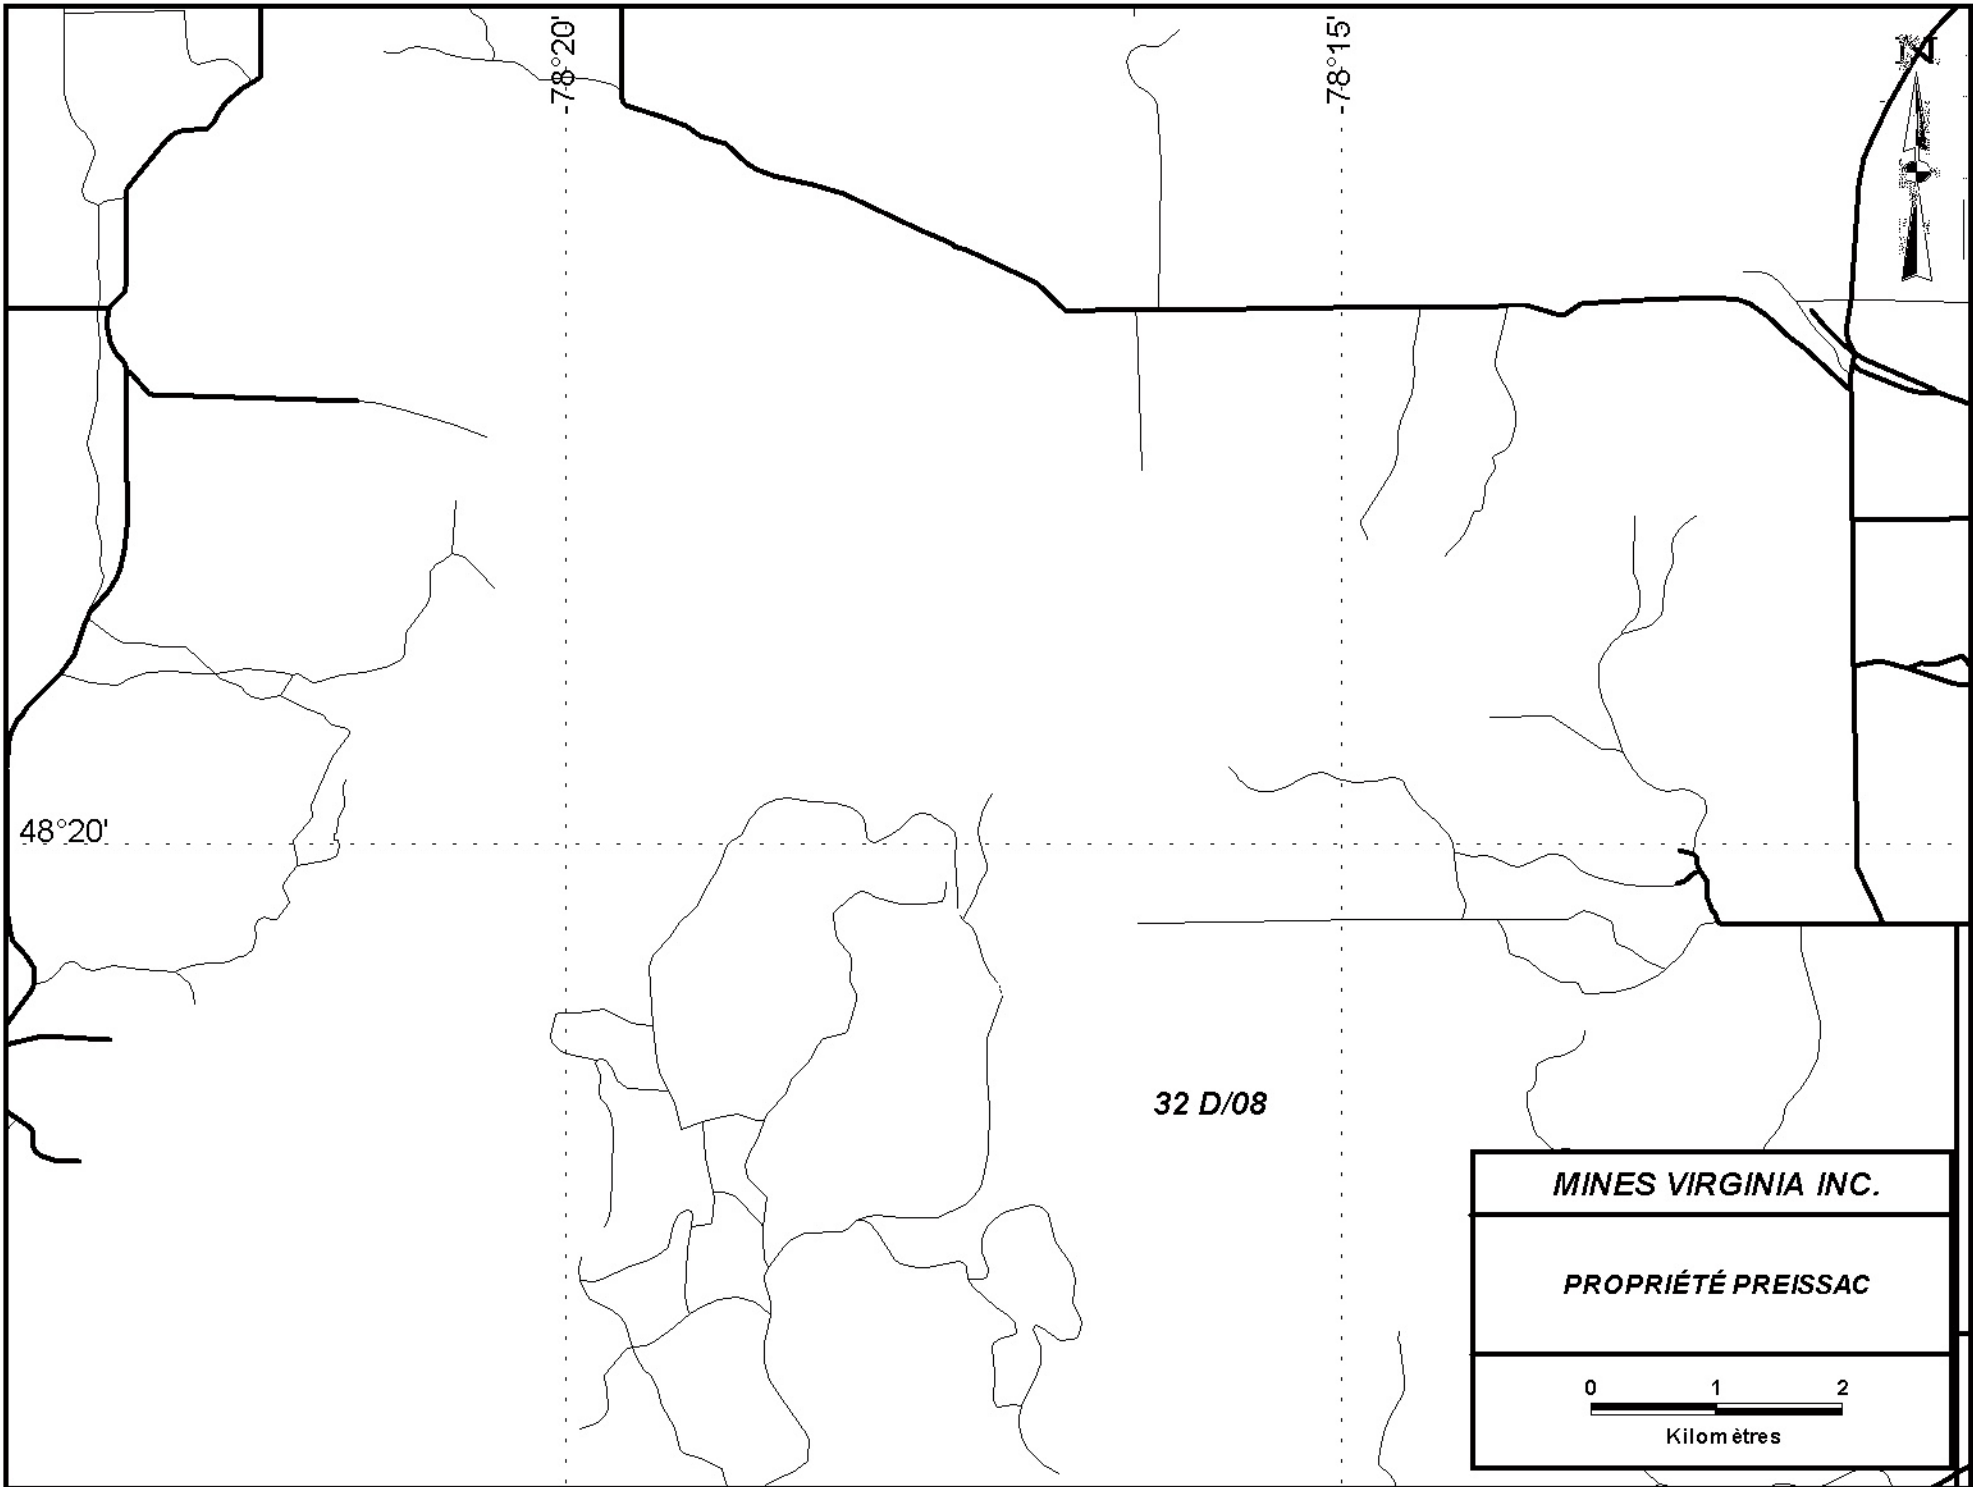 78°20'
78°15'
N
48°20'
32 D/08
MINES VIRGINIA INC.
PROPRIÉTÉ PREISSAC
0 1 2
Kilomètres